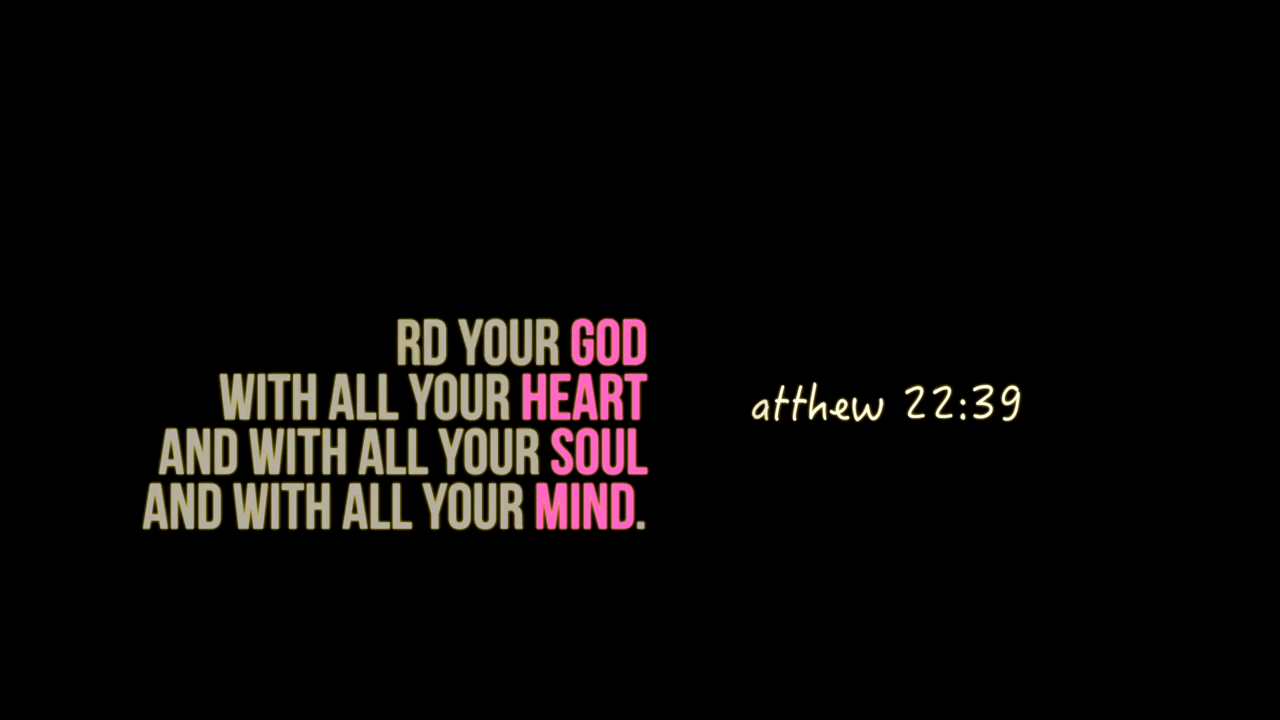 RD YOUR GOD
WITH ALL YOUR HEART
AND WITH ALL YOUR SOUL
AND WITH ALL YOUR MIND.
atthew 22:39